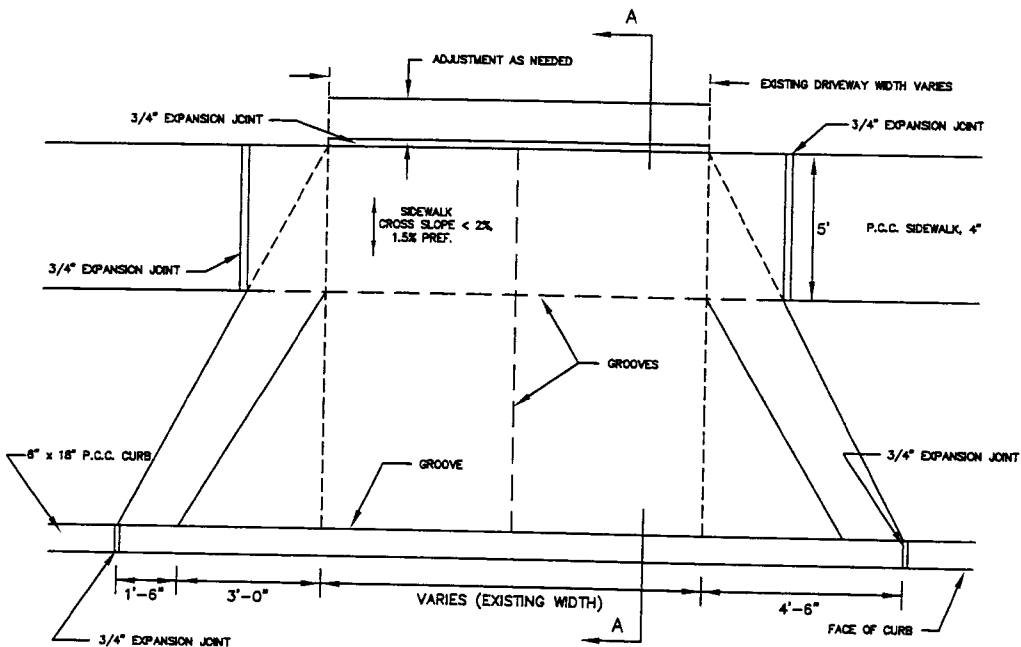 A
ADJUSTMENT AS NEEDED
EXISTING DRIVEWAY WIDTH VARIES
3/4" EXPANSION JOINT
3/4" EXPANSION JOINT
SIDEWALK
CROSS SLOPE < 2%,
1.5% PREF.
5'
P.C.C. SIDEWALK, 4"
3/4" EXPANSION JOINT
GROOVES
6" x 18" P.C.C. CURB
GROOVE
3/4" EXPANSION JOINT
1'-6"
3'-0"
VARIES (EXISTING WIDTH)
4'-6"
A
FACE OF CURB
3/4" EXPANSION JOINT